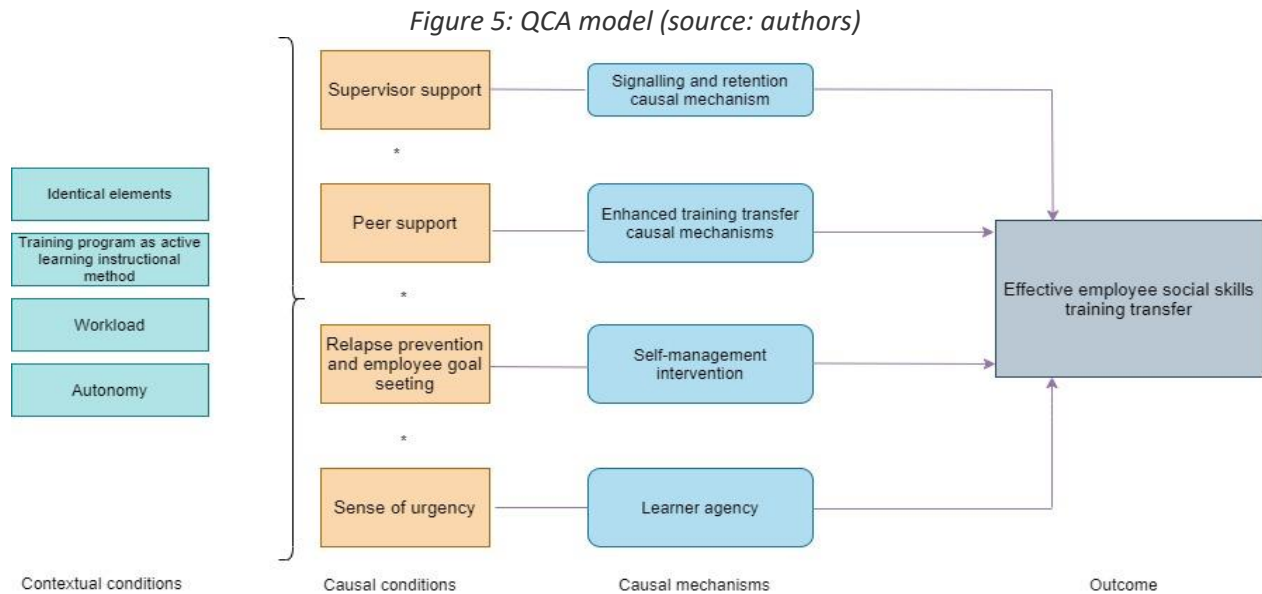 Figure 5: QCA model (source: authors)
Supervisor support
Signalling and retention
causal mechanism
*
Identical elements
Peer support
Enhanced training transfer
causal mechanisms
Training program as active
learning instructional
method
Effective employee social skills
training transfer
*
Workload
Relapse prevention
and employee goal
seeting
Self-management
intervention
Autonomy
*
Sense of urgency
Learner agency
Contextual conditions
Causal conditions
Causal mechanisms
Outcome